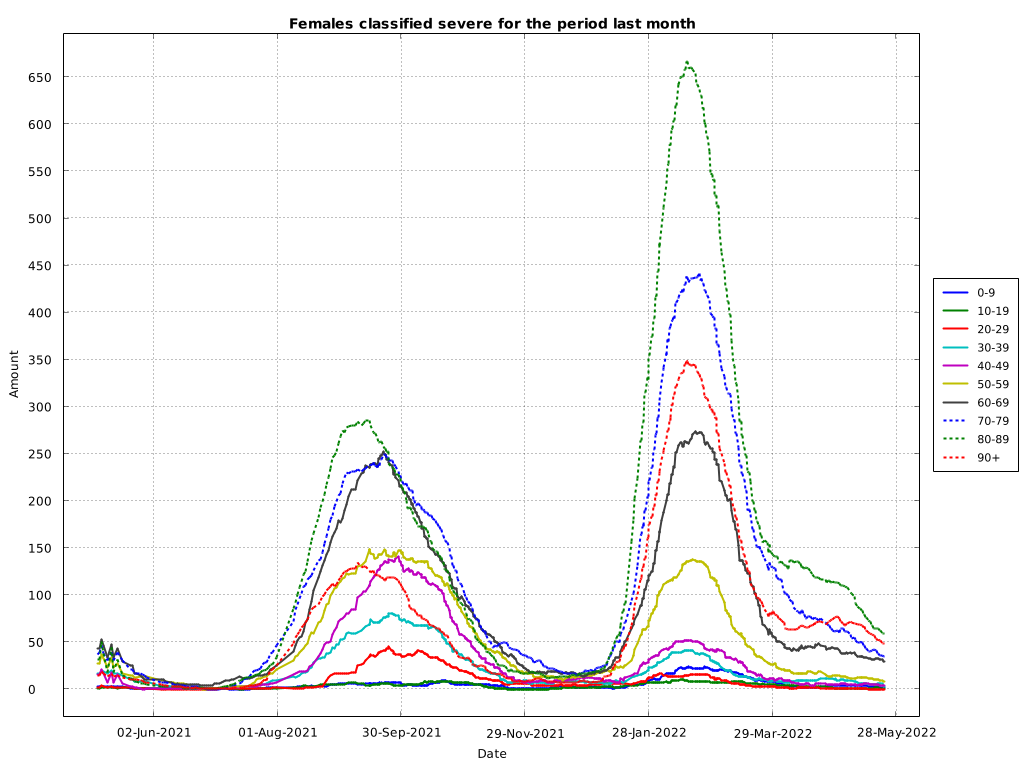 Females classified severe for the period last month
650
600
550
500
450
400
350
300
250
200
150
100
50
0
Amount
02-Jun-2021
01-Aug-2021
30-Sep-2021
29-Nov-2021
28-Jan-2022
29-Mar-2022
28-May-2022
Date
0-9
10-19
20-29
30-39
40-49
50-59
60-69
70-79
80-89
90+